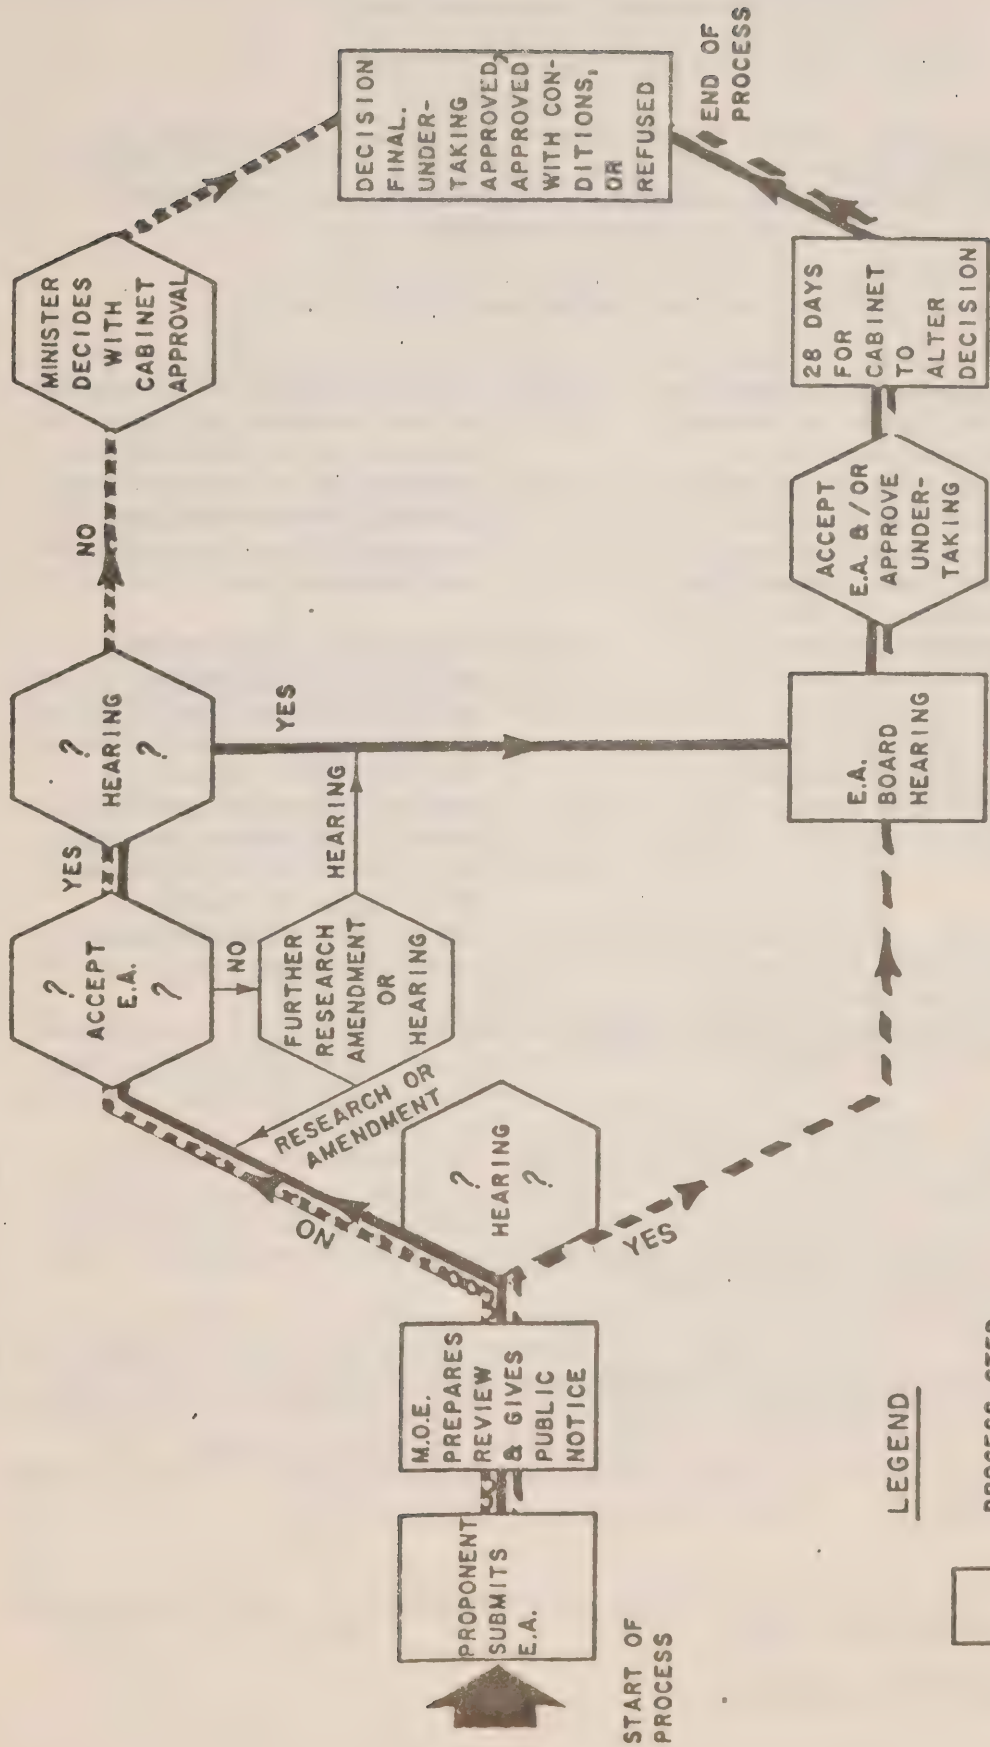 START OF
PROCESS
PROPONENT
SUBMITS
E.A.
M.O.E.
PREPARES
REVIEW
& GIVES
PUBLIC
NOTICE
?
HEARING
?
NO
YES
RESEARCH OR
AMENDMENT
?
ACCEPT
E.A.
?
YES
NO
FURTHER
RESEARCH
AMENDMENT
OR
HEARING
HEARING
?
HEARING
?
NO
YES
MINISTER
DECIDES
WITH
CABINET
APPROVAL
E.A.
BOARD
HEARING
ACCEPT
E.A. &/OR
APPROVE
UNDER-
TAKING
28 DAYS
FOR
CABINET
TO
ALTER
DECISION
DECISION
FINAL.
UNDER-
TAKING
APPROVED,
APPROVED
WITH CON-
DITIONS,
OR
REFUSED
END OF
PROCESS
LEGEND